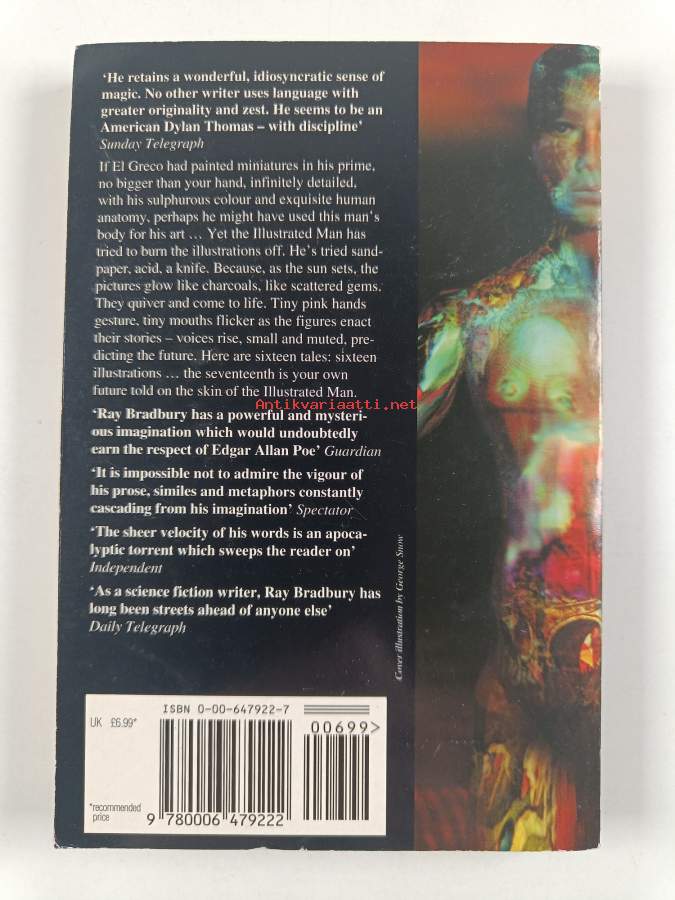 ‘He retains a wonderful, idiosyncratic sense of
magic. No other writer uses language with
greater originality and zest. He seems to be an
American Dylan Thomas – with discipline’
Sunday Telegraph
If El Greco had painted miniatures in his prime,
no bigger than your hand, infinitely detailed,
with his sulphurous colour and exquisite human
anatomy, perhaps he might have used this man's
body for his art ... Yet the Illustrated Man has
tried to burn the illustrations off. He's tried sand-
paper, acid, a knife. Because, as the sun sets, the
pictures glow like charcoals, like scattered gems.
They quiver and come to life. Tiny pink hands
gesture, tiny mouths flicker as the figures enact
their stories – voices rise, small and muted, pre-
dicting the future. Here are sixteen tales: sixteen
illustrations ... the seventeenth is your own
future told on the skin of the Illustrated Man.
Antikvariaatti.net
‘Ray Bradbury has a powerful and mysteri-
ous imagination which would undoubtedly
earn the respect of Edgar Allan Poe’ Guardian
‘It is impossible not to admire the vigour of
his prose, similes and metaphors constantly
cascading from his imagination’ Spectator
‘The sheer velocity of his words is an apoca-
lyptic torrent which sweeps the reader on’
Independent
‘As a science fiction writer, Ray Bradbury has
long been streets ahead of anyone else’
Daily Telegraph
Cover illustration by George Snow
ISBN 0-00-647922-7
UK £6.99*
00699>
*recommended
price
9 780006 479222